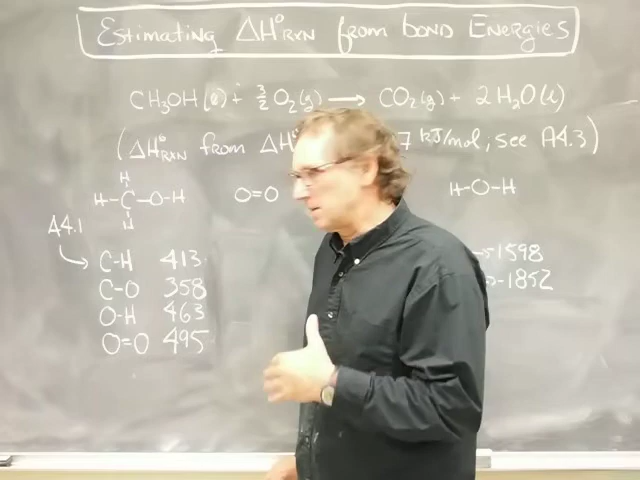 Estimating ΔH°RXN from bond Energies
CH3OH(l) + 3/2 O2(g) → CO2(g) + 2 H2O(l)
(ΔH°RXN from ΔH° 7 kJ/mol, see A4.3)
H
H-C-O-H O=O H-O-H
H
A4.1
C-H 413
C-O 358
O-H 463
O=O 495
→1598
-1852